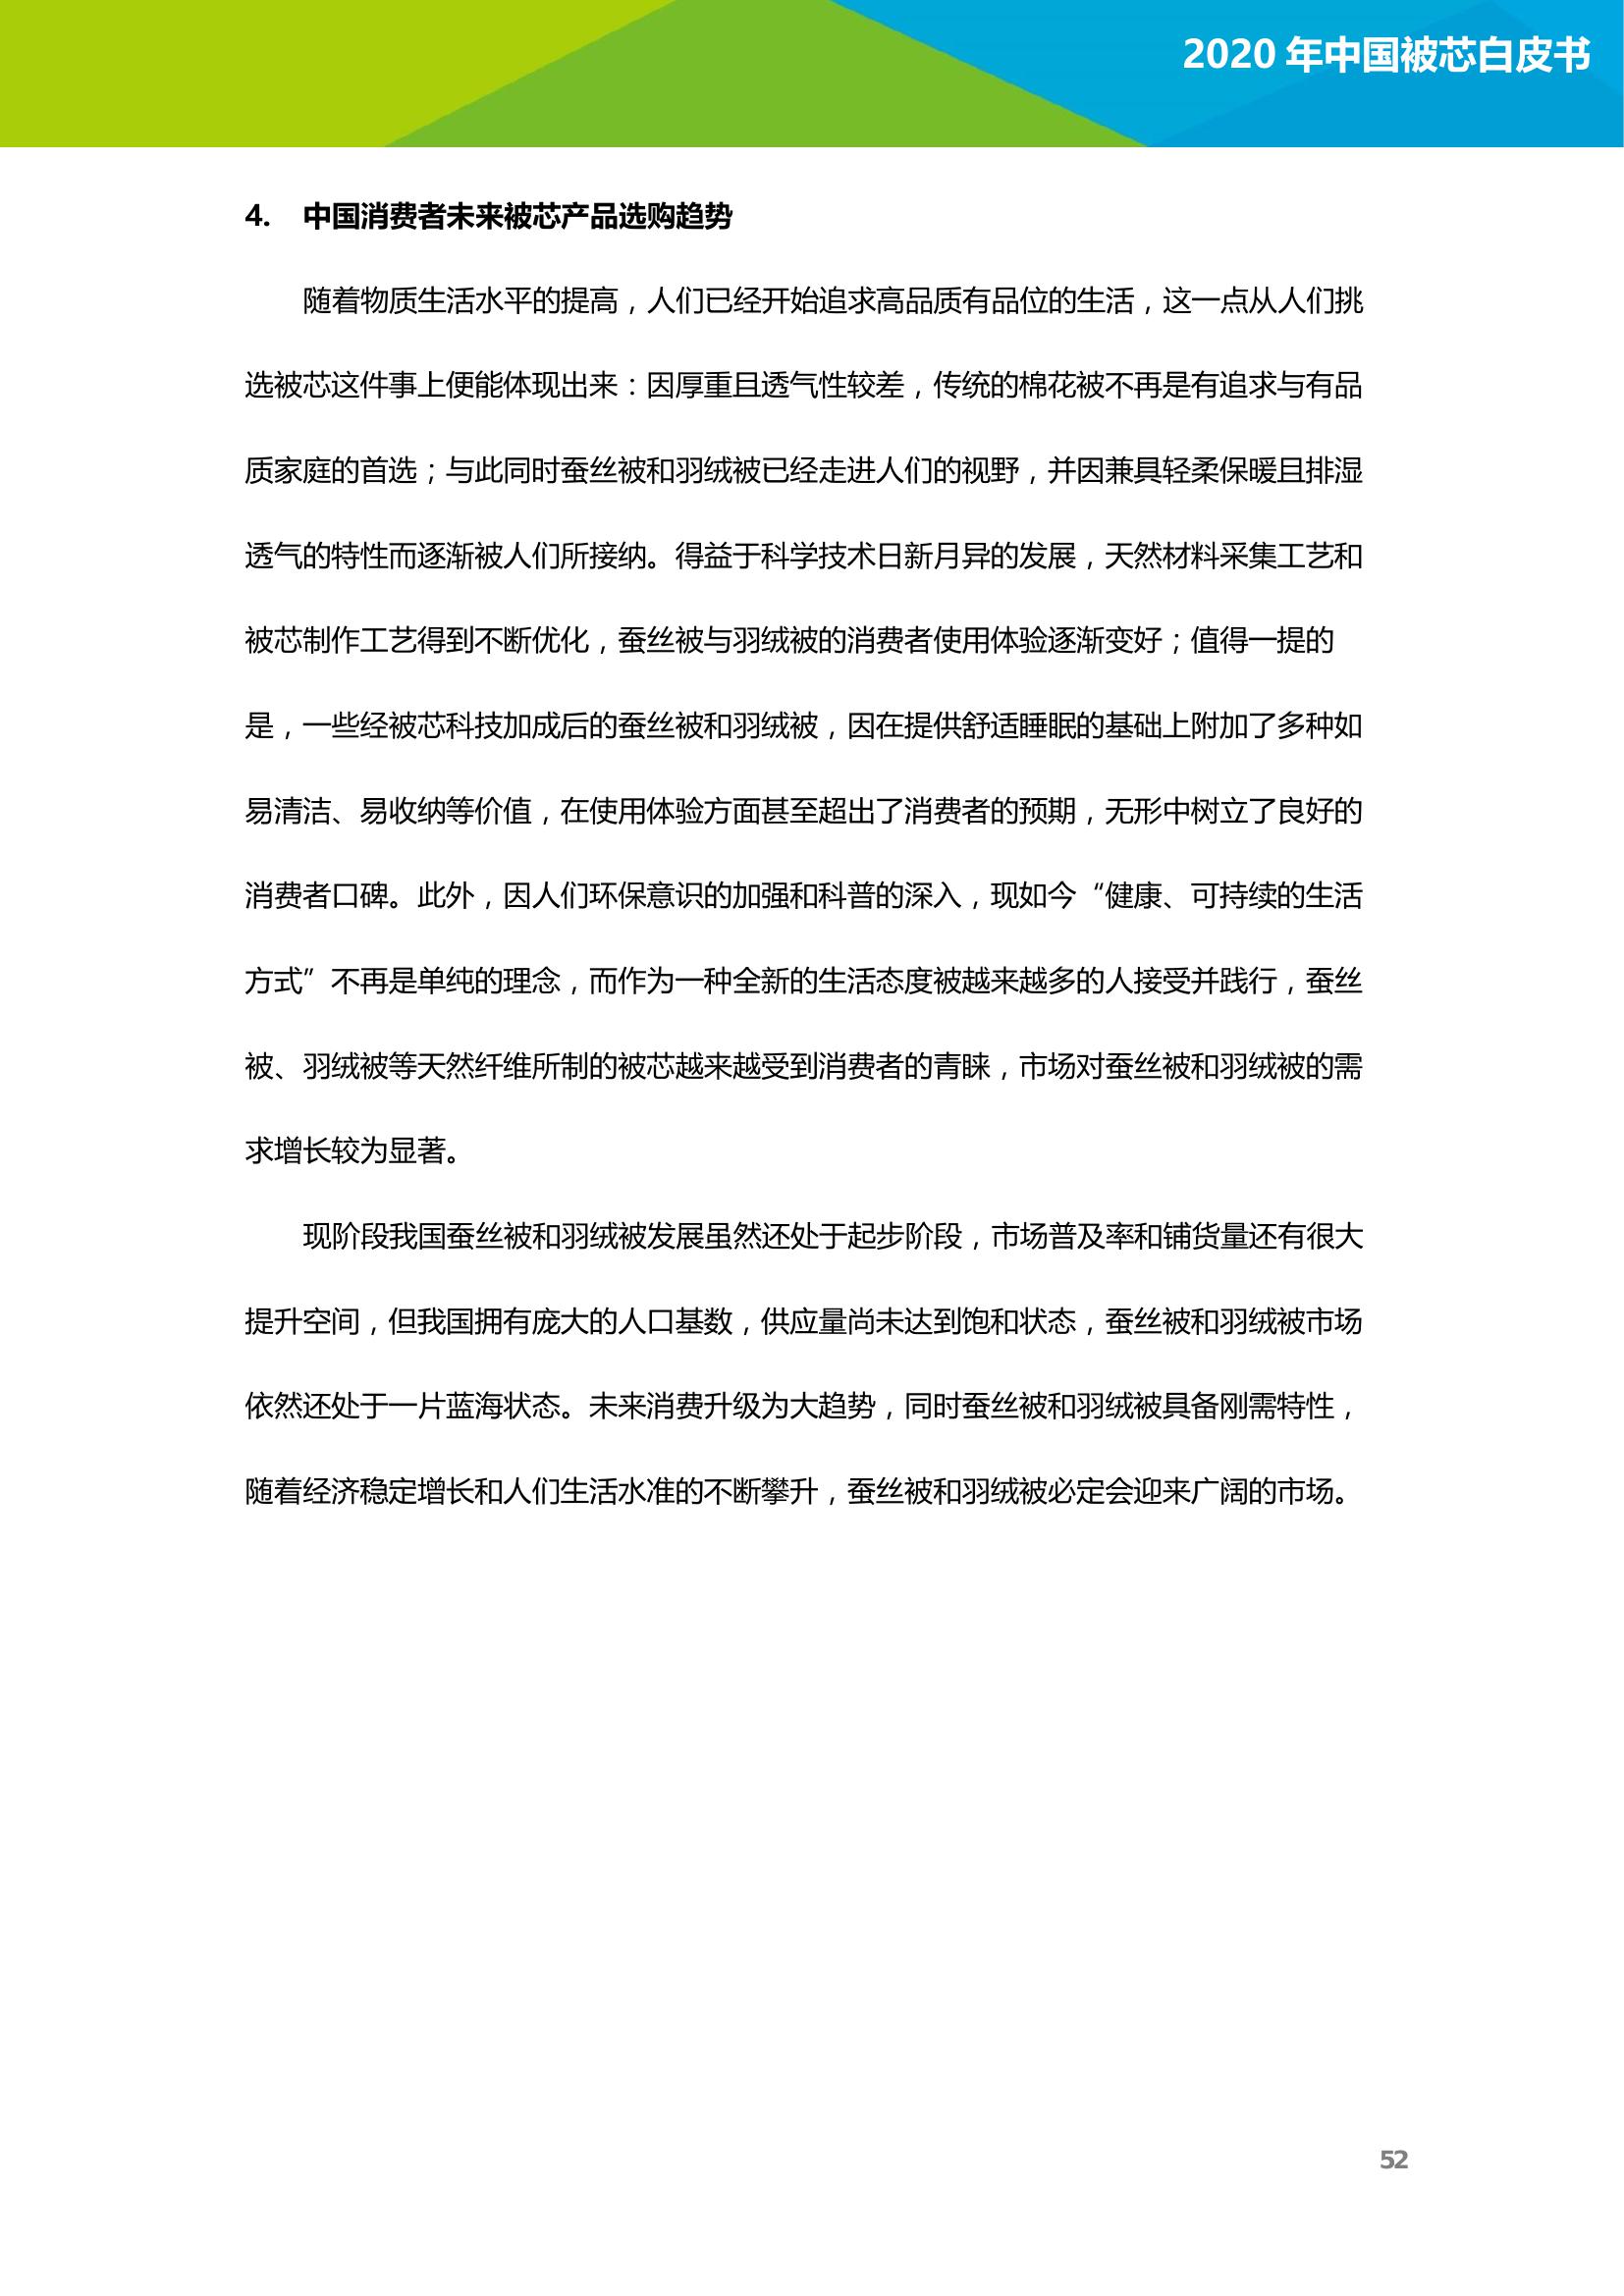 2020 年中国被芯白皮书
4. 中国消费者未来被芯产品选购趋势
随着物质生活水平的提高，人们已经开始追求高品质有品位的生活，这一点从人们挑
选被芯这件事上便能体现出来：因厚重且透气性较差，传统的棉花被不再是有追求与有品
质家庭的首选；与此同时蚕丝被和羽绒被已经走进人们的视野，并因兼具轻柔保暖且排湿
透气的特性而逐渐被人们所接纳。得益于科学技术日新月异的发展，天然材料采集工艺和
被芯制作工艺得到不断优化，蚕丝被与羽绒被的消费者使用体验逐渐变好；值得一提的
是，一些经被芯科技加成后的蚕丝被和羽绒被，因在提供舒适睡眠的基础上附加了多种如
易清洁、易收纳等价值，在使用体验方面甚至超出了消费者的预期，无形中树立了良好的
消费者口碑。此外，因人们环保意识的加强和科普的深入，现如今“健康、可持续的生活
方式”不再是单纯的理念，而作为一种全新的生活态度被越来越多的人接受并践行，蚕丝
被、羽绒被等天然纤维所制的被芯越来越受到消费者的青睐，市场对蚕丝被和羽绒被的需
求增长较为显著。
现阶段我国蚕丝被和羽绒被发展虽然还处于起步阶段，市场普及率和铺货量还有很大
提升空间，但我国拥有庞大的人口基数，供应量尚未达到饱和状态，蚕丝被和羽绒被市场
依然还处于一片蓝海状态。未来消费升级为大趋势，同时蚕丝被和羽绒被具备刚需特性，
随着经济稳定增长和人们生活水准的不断攀升，蚕丝被和羽绒被必定会迎来广阔的市场。
52